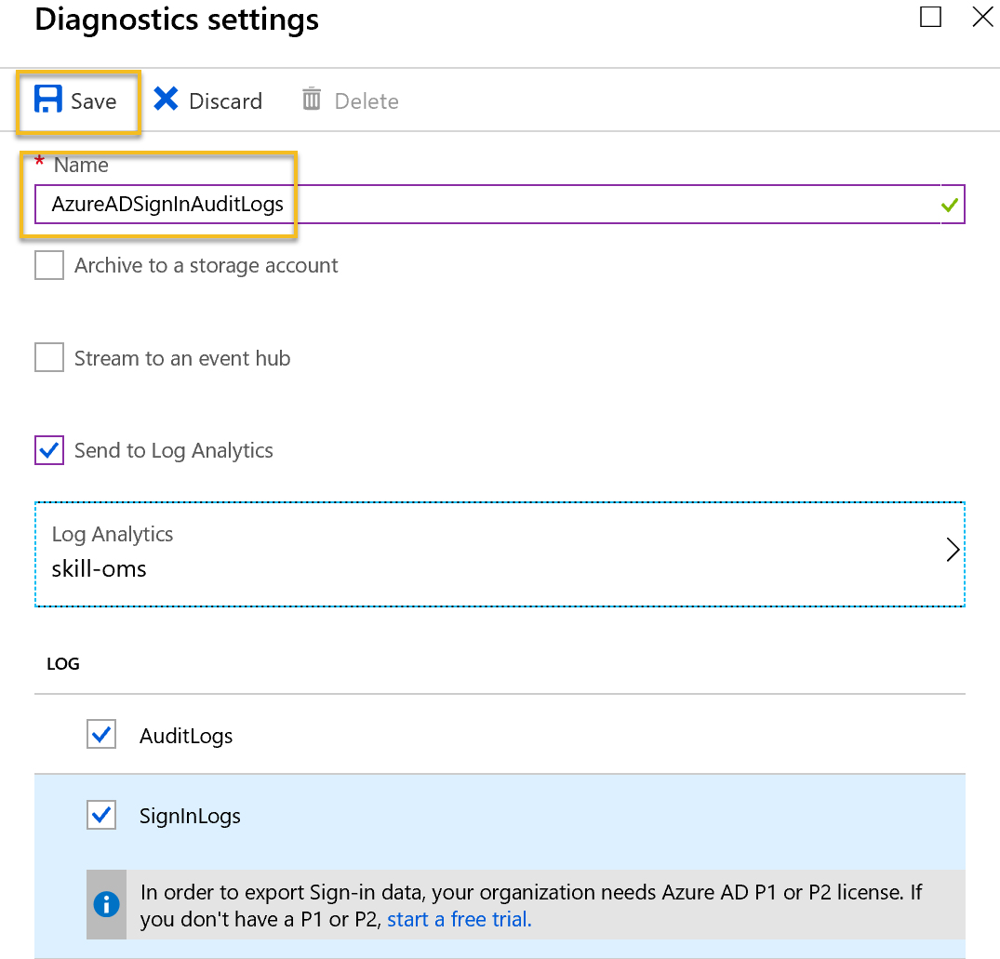 Diagnostics settings
Save Discard Delete
* Name
AzureADSignInAuditLogs
Archive to a storage account
Stream to an event hub
Send to Log Analytics
Log Analytics
skill-oms
LOG
AuditLogs
SignInLogs
In order to export Sign-in data, your organization needs Azure AD P1 or P2 license. If
you don't have a P1 or P2, start a free trial.